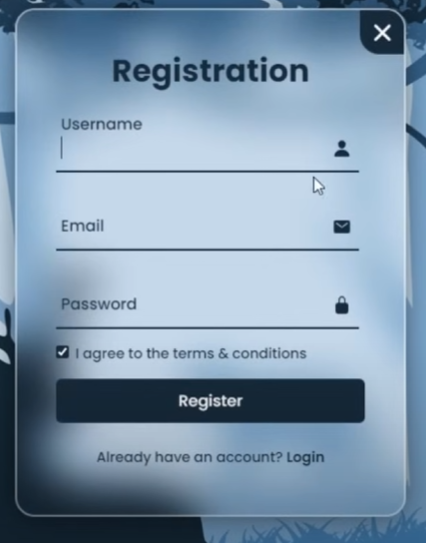 Registration
Username
Email
Password
I agree to the terms & conditions
Register
Already have an account? Login